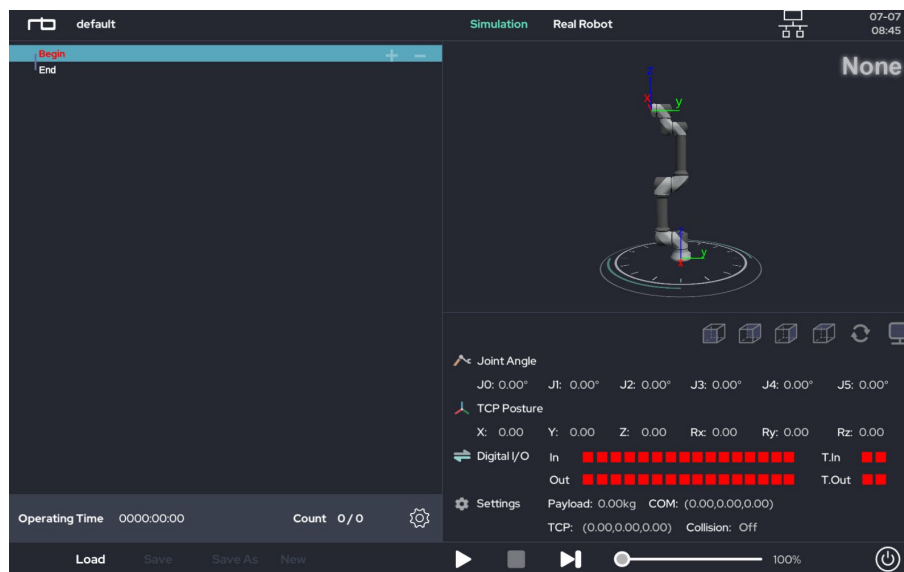 default
Simulation Real Robot
07-07
08:45
Begin
End
None
z
x y
z
x y
Joint Angle
J0: 0.00° J1: 0.00° J2: 0.00° J3: 0.00° J4: 0.00° J5: 0.00°
TCP Posture
X: 0.00 Y: 0.00 Z: 0.00 Rx: 0.00 Ry: 0.00 Rz: 0.00
Digital I/O In T.In
Out T.Out
Settings Payload: 0.00kg COM: (0.00,0.00,0.00)
TCP: (0.00,0.00,0.00) Collision: Off
Operating Time 0000:00:00 Count 0 / 0
Load Save Save As New
100%